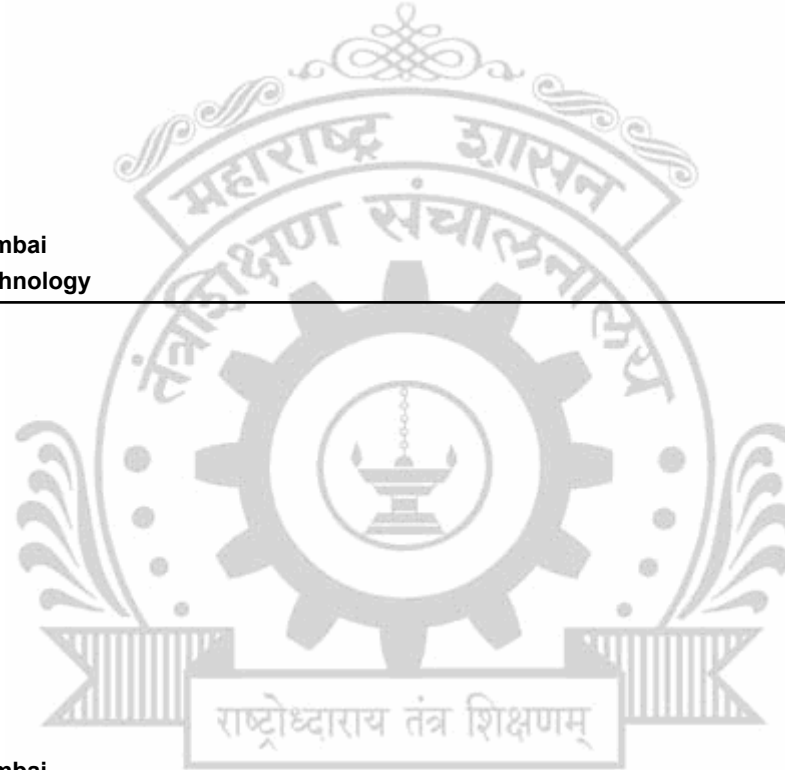 महाराष्ट्र शासन
तंत्रशिक्षण संचालनालय
mbai
hnology
राष्ट्रोध्दाराय तंत्र शिक्षणम्
mbai